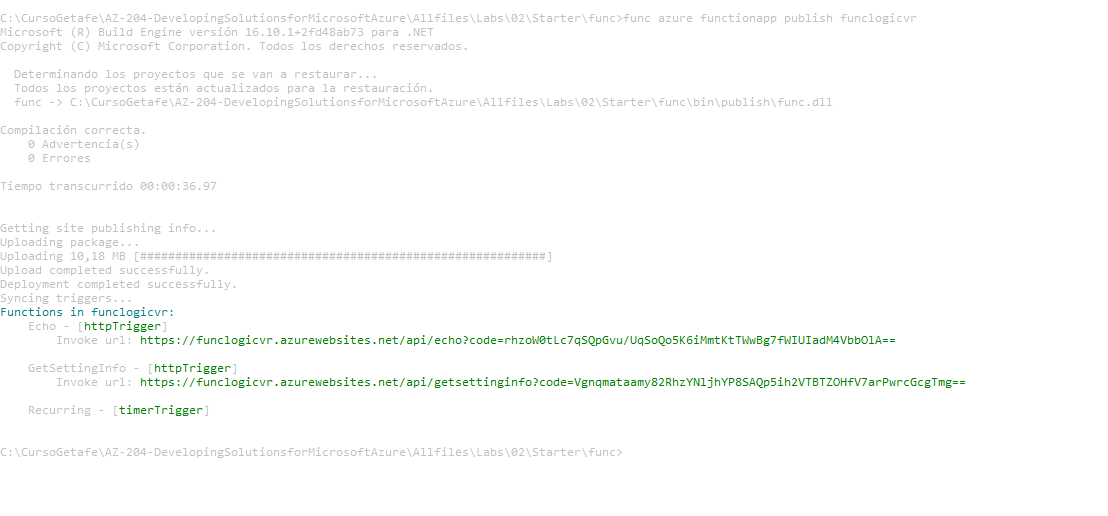 C:\CursoGetafe\AZ-204-DevelopingSolutionsforMicrosoftAzure\Allfiles\Labs\02\Starter\func>func azure functionapp publish funclogicvr
Microsoft (R) Build Engine versión 16.10.1+2fd48ab73 para .NET
Copyright (C) Microsoft Corporation. Todos los derechos reservados.
Determinando los proyectos que se van a restaurar...
Todos los proyectos están actualizados para la restauración.
func -> C:\CursoGetafe\AZ-204-DevelopingSolutionsforMicrosoftAzure\Allfiles\Labs\02\Starter\func\bin\publish\func.dll
Compilación correcta.
0 Advertencia(s)
0 Errores
Tiempo transcurrido 00:00:36.97
Getting site publishing info...
Uploading package...
Uploading 10,18 MB [##########################################################]
Upload completed successfully.
Deployment completed successfully.
Syncing triggers...
Functions in funclogicvr:
Echo - [httpTrigger]
Invoke url: https://funclogicvr.azurewebsites.net/api/echo?code=rhzoW0tLc7qSQpGvu/UqSoQo5K6iMmtKtTWwBg7fWIUIadM4VbbOlA==
GetSettingInfo - [httpTrigger]
Invoke url: https://funclogicvr.azurewebsites.net/api/getsettinginfo?code=Vgnqmataamy82RhzYNljhYP8SAQp5ih2VTBTZOHfV7arPwrcGcgTmg==
Recurring - [timerTrigger]
C:\CursoGetafe\AZ-204-DevelopingSolutionsforMicrosoftAzure\Allfiles\Labs\02\Starter\func>